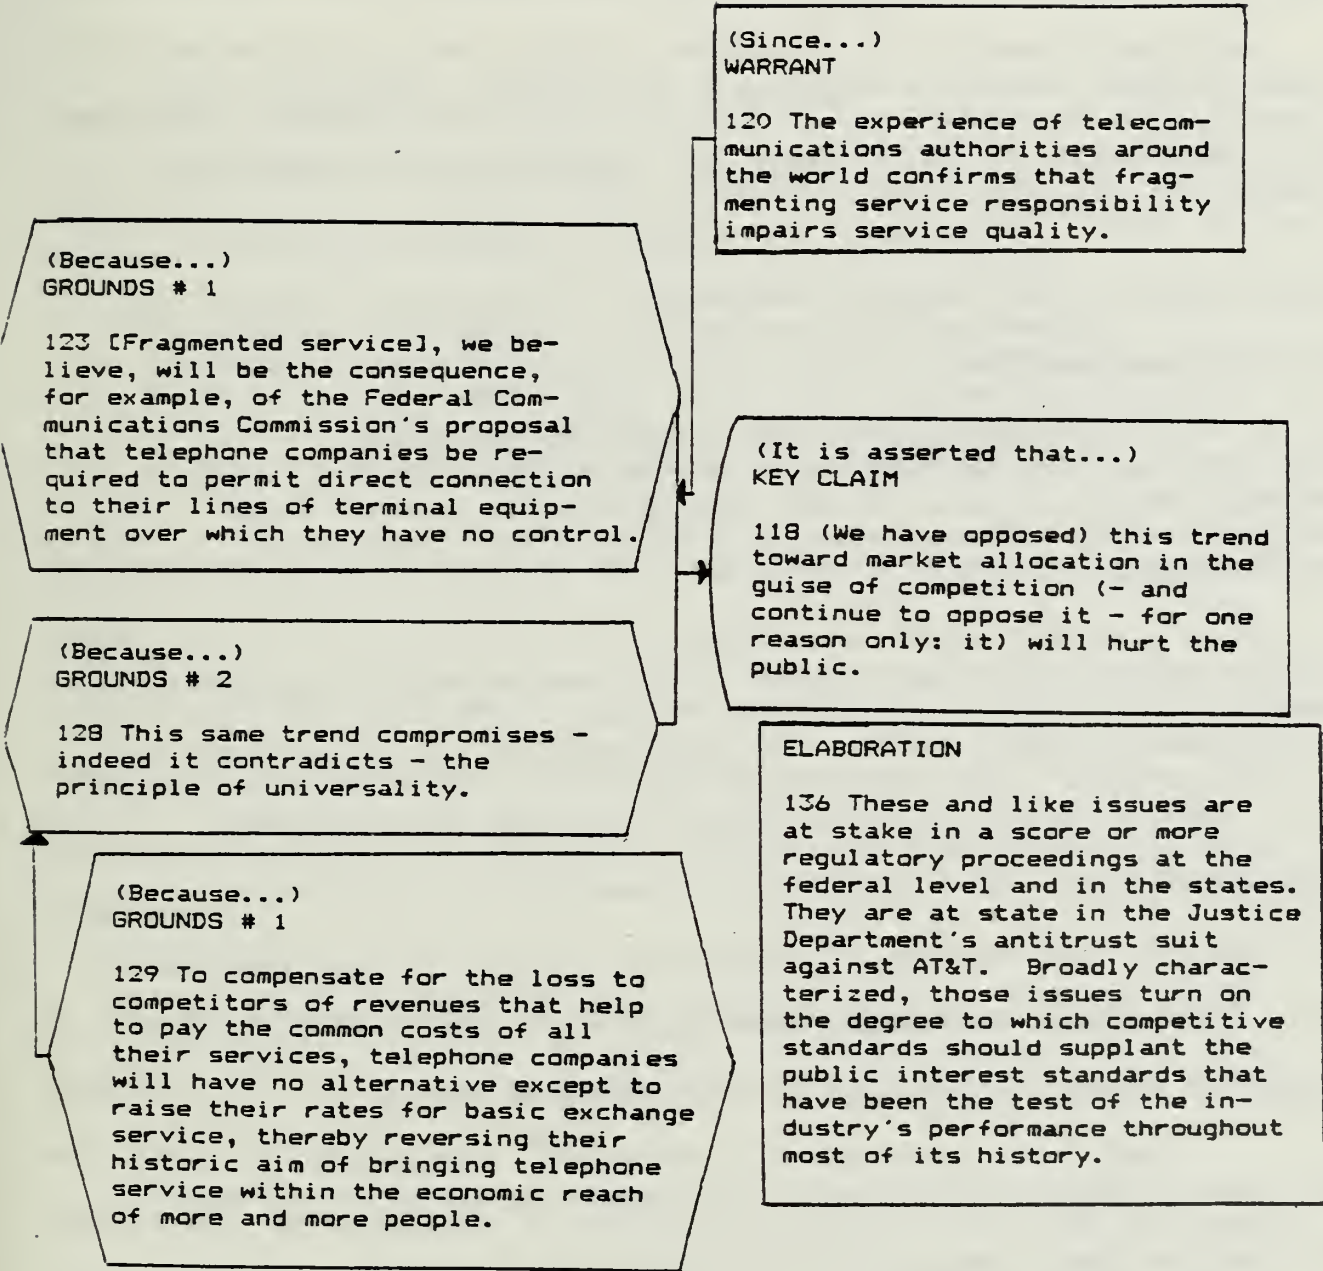 (Since...)
WARRANT
120 The experience of telecom-
munications authorities around
the world confirms that frag-
menting service responsibility
impairs service quality.
(Because...)
GROUNDS # 1
123 [Fragmented service], we be-
lieve, will be the consequence,
for example, of the Federal Com-
munications Commission's proposal
that telephone companies be re-
quired to permit direct connection
to their lines of terminal equip-
ment over which they have no control.
(It is asserted that...)
KEY CLAIM
118 (We have opposed) this trend
toward market allocation in the
guise of competition (- and
continue to oppose it - for one
reason only: it) will hurt the
public.
(Because...)
GROUNDS # 2
128 This same trend compromises -
indeed it contradicts - the
principle of universality.
ELABORATION
136 These and like issues are
at stake in a score or more
regulatory proceedings at the
federal level and in the states.
They are at state in the Justice
Department's antitrust suit
against AT&T. Broadly charac-
terized, those issues turn on
the degree to which competitive
standards should supplant the
public interest standards that
have been the test of the in-
dustry's performance throughout
most of its history.
(Because...)
GROUNDS # 1
129 To compensate for the loss to
competitors of revenues that help
to pay the common costs of all
their services, telephone companies
will have no alternative except to
raise their rates for basic exchange
service, thereby reversing their
historic aim of bringing telephone
service within the economic reach
of more and more people.